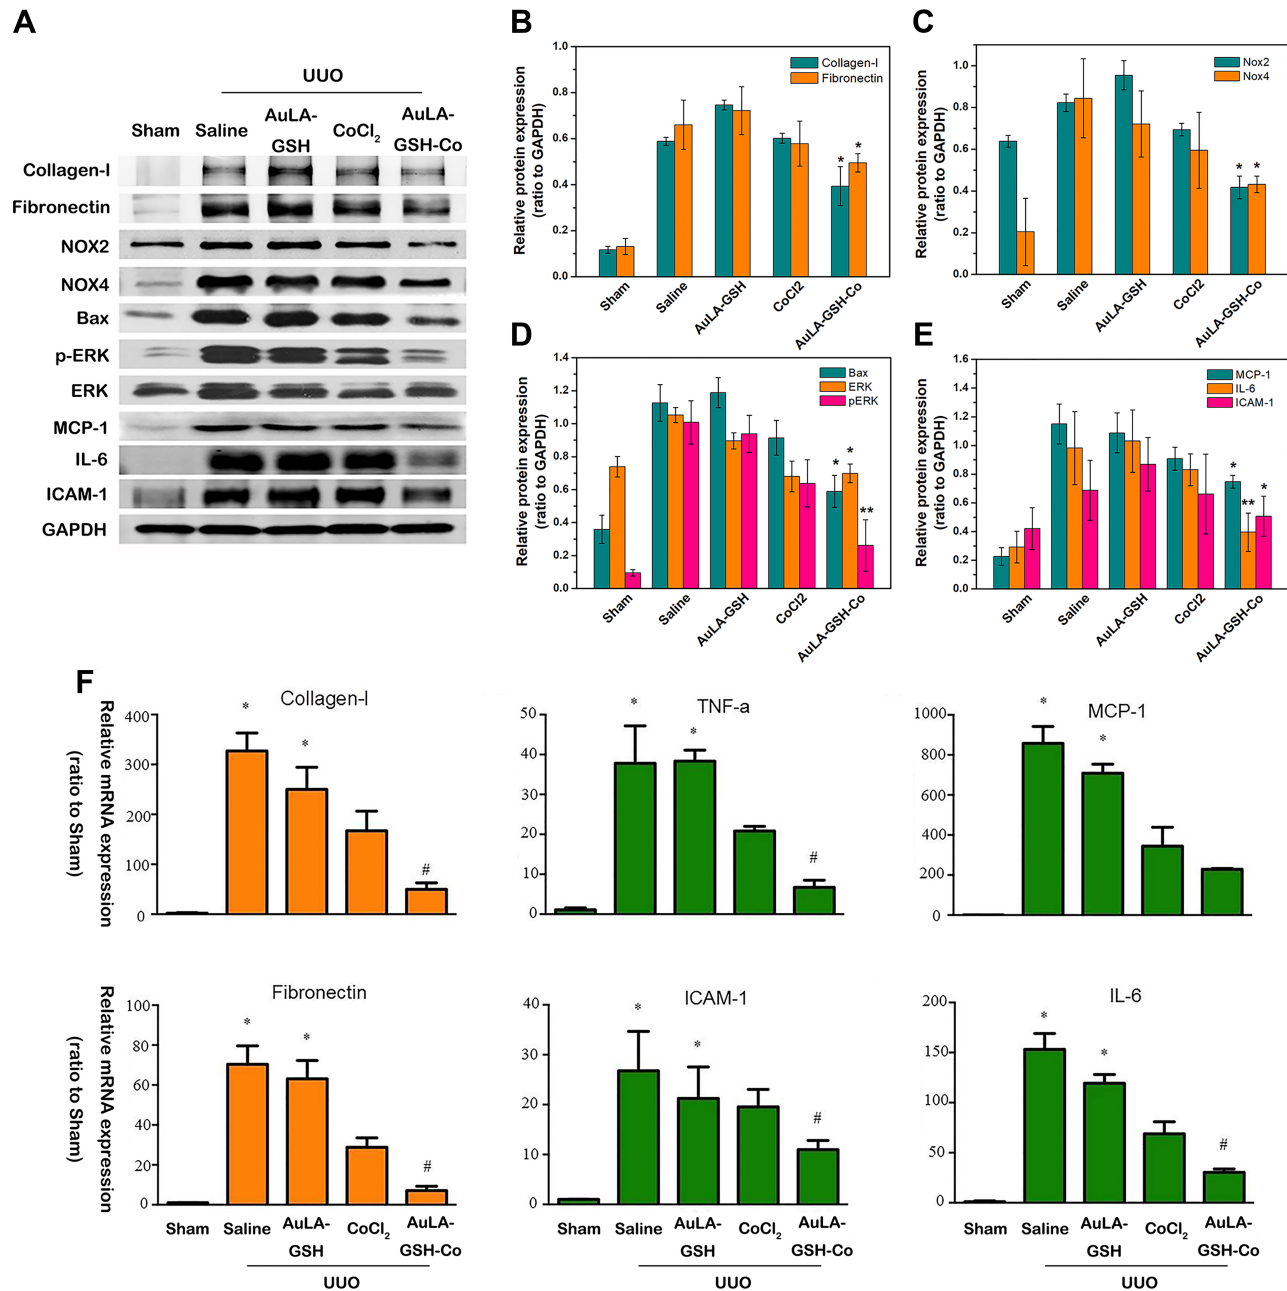 A
UUO
Sham
Saline
AuLA-
GSH
CoCl2
AuLA-
GSH-Co
Collagen-I
Fibronectin
NOX2
NOX4
Bax
p-ERK
ERK
MCP-1
IL-6
ICAM-1
GAPDH
B
Relative protein expression
(ratio to GAPDH)
1.0
0.8
0.6
0.4
0.2
0.0
Collagen-I
Fibronectin
* *
Sham
Saline
AuLA-GSH
CoCl2
AuLA-GSH-Co
C
Relative protein expression
(ratio to GAPDH)
1.0
0.8
0.6
0.4
0.2
0.0
Nox2
Nox4
* *
Sham
Saline
AuLA-GSH
CoCl2
AuLA-GSH-Co
D
Relative protein expression
(ratio to GAPDH)
1.4
1.2
1.0
0.8
0.6
0.4
0.2
0.0
Bax
ERK
pERK
* * **
Sham
Saline
AuLA-GSH
CoCl2
AuLA-GSH-Co
E
Relative protein expression
(ratio to GAPDH)
1.6
1.4
1.2
1.0
0.8
0.6
0.4
0.2
0.0
MCP-1
IL-6
ICAM-1
* ** *
Sham
Saline
AuLA-GSH
CoCl2
AuLA-GSH-Co
F
Relative mRNA expression
(ratio to Sham)
Collagen-I
400
300
200
100
0
* * #
TNF-a
50
40
30
20
10
0
* * #
MCP-1
1000
800
600
400
200
0
* *
Relative mRNA expression
(ratio to Sham)
Fibronectin
100
80
60
40
20
0
* * #
Sham
Saline
AuLA-
GSH
CoCl2
AuLA-
GSH-Co
UUO
ICAM-1
40
30
20
10
0
* * #
Sham
Saline
AuLA-
GSH
CoCl2
AuLA-
GSH-Co
UUO
IL-6
200
150
100
50
0
* * #
Sham
Saline
AuLA-
GSH
CoCl2
AuLA-
GSH-Co
UUO